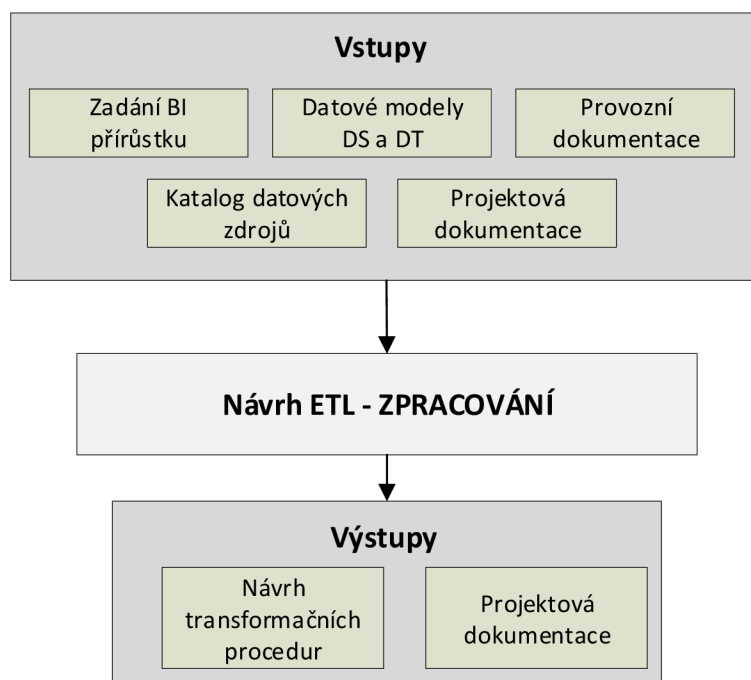 Vstupy
Zadání BI
přírůstku
Datové modely
DS a DT
Provozní
dokumentace
Katalog datových
zdrojů
Projektová
dokumentace
Návrh ETL - ZPRACOVÁNÍ
Výstupy
Návrh
transformačních
procedur
Projektová
dokumentace